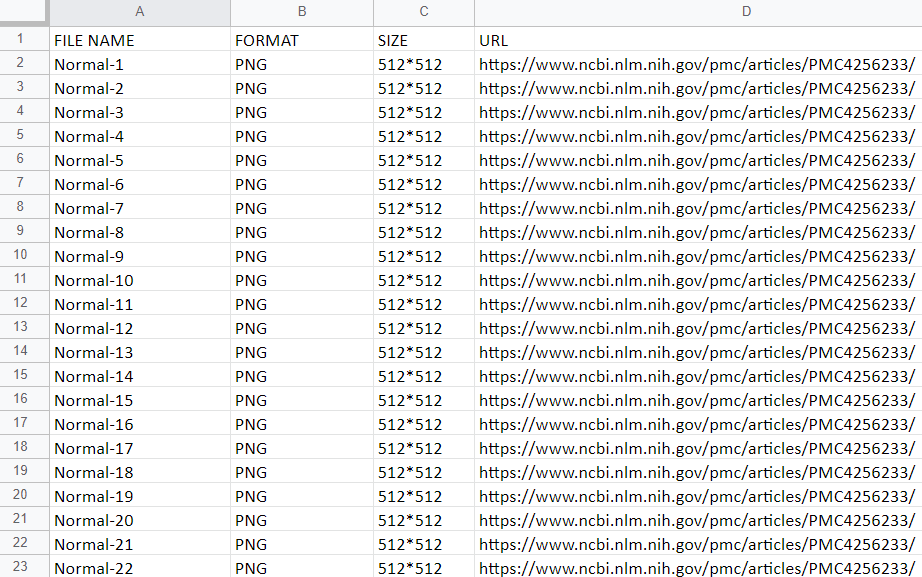 A B C D
1 FILE NAME FORMAT SIZE URL
2 Normal-1 PNG 512*512 https://www.ncbi.nlm.nih.gov/pmc/articles/PMC4256233/
3 Normal-2 PNG 512*512 https://www.ncbi.nlm.nih.gov/pmc/articles/PMC4256233/
4 Normal-3 PNG 512*512 https://www.ncbi.nlm.nih.gov/pmc/articles/PMC4256233/
5 Normal-4 PNG 512*512 https://www.ncbi.nlm.nih.gov/pmc/articles/PMC4256233/
6 Normal-5 PNG 512*512 https://www.ncbi.nlm.nih.gov/pmc/articles/PMC4256233/
7 Normal-6 PNG 512*512 https://www.ncbi.nlm.nih.gov/pmc/articles/PMC4256233/
8 Normal-7 PNG 512*512 https://www.ncbi.nlm.nih.gov/pmc/articles/PMC4256233/
9 Normal-8 PNG 512*512 https://www.ncbi.nlm.nih.gov/pmc/articles/PMC4256233/
10 Normal-9 PNG 512*512 https://www.ncbi.nlm.nih.gov/pmc/articles/PMC4256233/
11 Normal-10 PNG 512*512 https://www.ncbi.nlm.nih.gov/pmc/articles/PMC4256233/
12 Normal-11 PNG 512*512 https://www.ncbi.nlm.nih.gov/pmc/articles/PMC4256233/
13 Normal-12 PNG 512*512 https://www.ncbi.nlm.nih.gov/pmc/articles/PMC4256233/
14 Normal-13 PNG 512*512 https://www.ncbi.nlm.nih.gov/pmc/articles/PMC4256233/
15 Normal-14 PNG 512*512 https://www.ncbi.nlm.nih.gov/pmc/articles/PMC4256233/
16 Normal-15 PNG 512*512 https://www.ncbi.nlm.nih.gov/pmc/articles/PMC4256233/
17 Normal-16 PNG 512*512 https://www.ncbi.nlm.nih.gov/pmc/articles/PMC4256233/
18 Normal-17 PNG 512*512 https://www.ncbi.nlm.nih.gov/pmc/articles/PMC4256233/
19 Normal-18 PNG 512*512 https://www.ncbi.nlm.nih.gov/pmc/articles/PMC4256233/
20 Normal-19 PNG 512*512 https://www.ncbi.nlm.nih.gov/pmc/articles/PMC4256233/
21 Normal-20 PNG 512*512 https://www.ncbi.nlm.nih.gov/pmc/articles/PMC4256233/
22 Normal-21 PNG 512*512 https://www.ncbi.nlm.nih.gov/pmc/articles/PMC4256233/
23 Normal-22 PNG 512*512 https://www.ncbi.nlm.nih.gov/pmc/articles/PMC4256233/